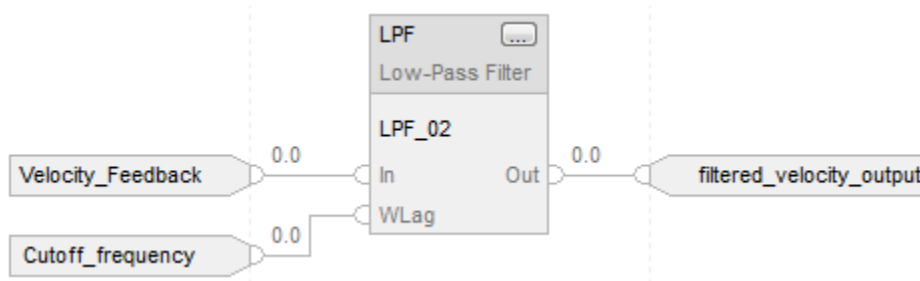 LPF ...
Low-Pass Filter
LPF_02
Velocity_Feedback 0.0 In Out 0.0 filtered_velocity_output
WLag
Cutoff_frequency 0.0